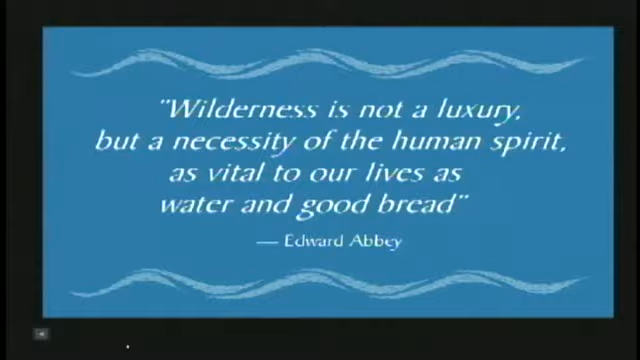 "Wilderness is not a luxury,
but a necessity of the human spirit,
as vital to our lives as
water and good bread"
— Edward Abbey